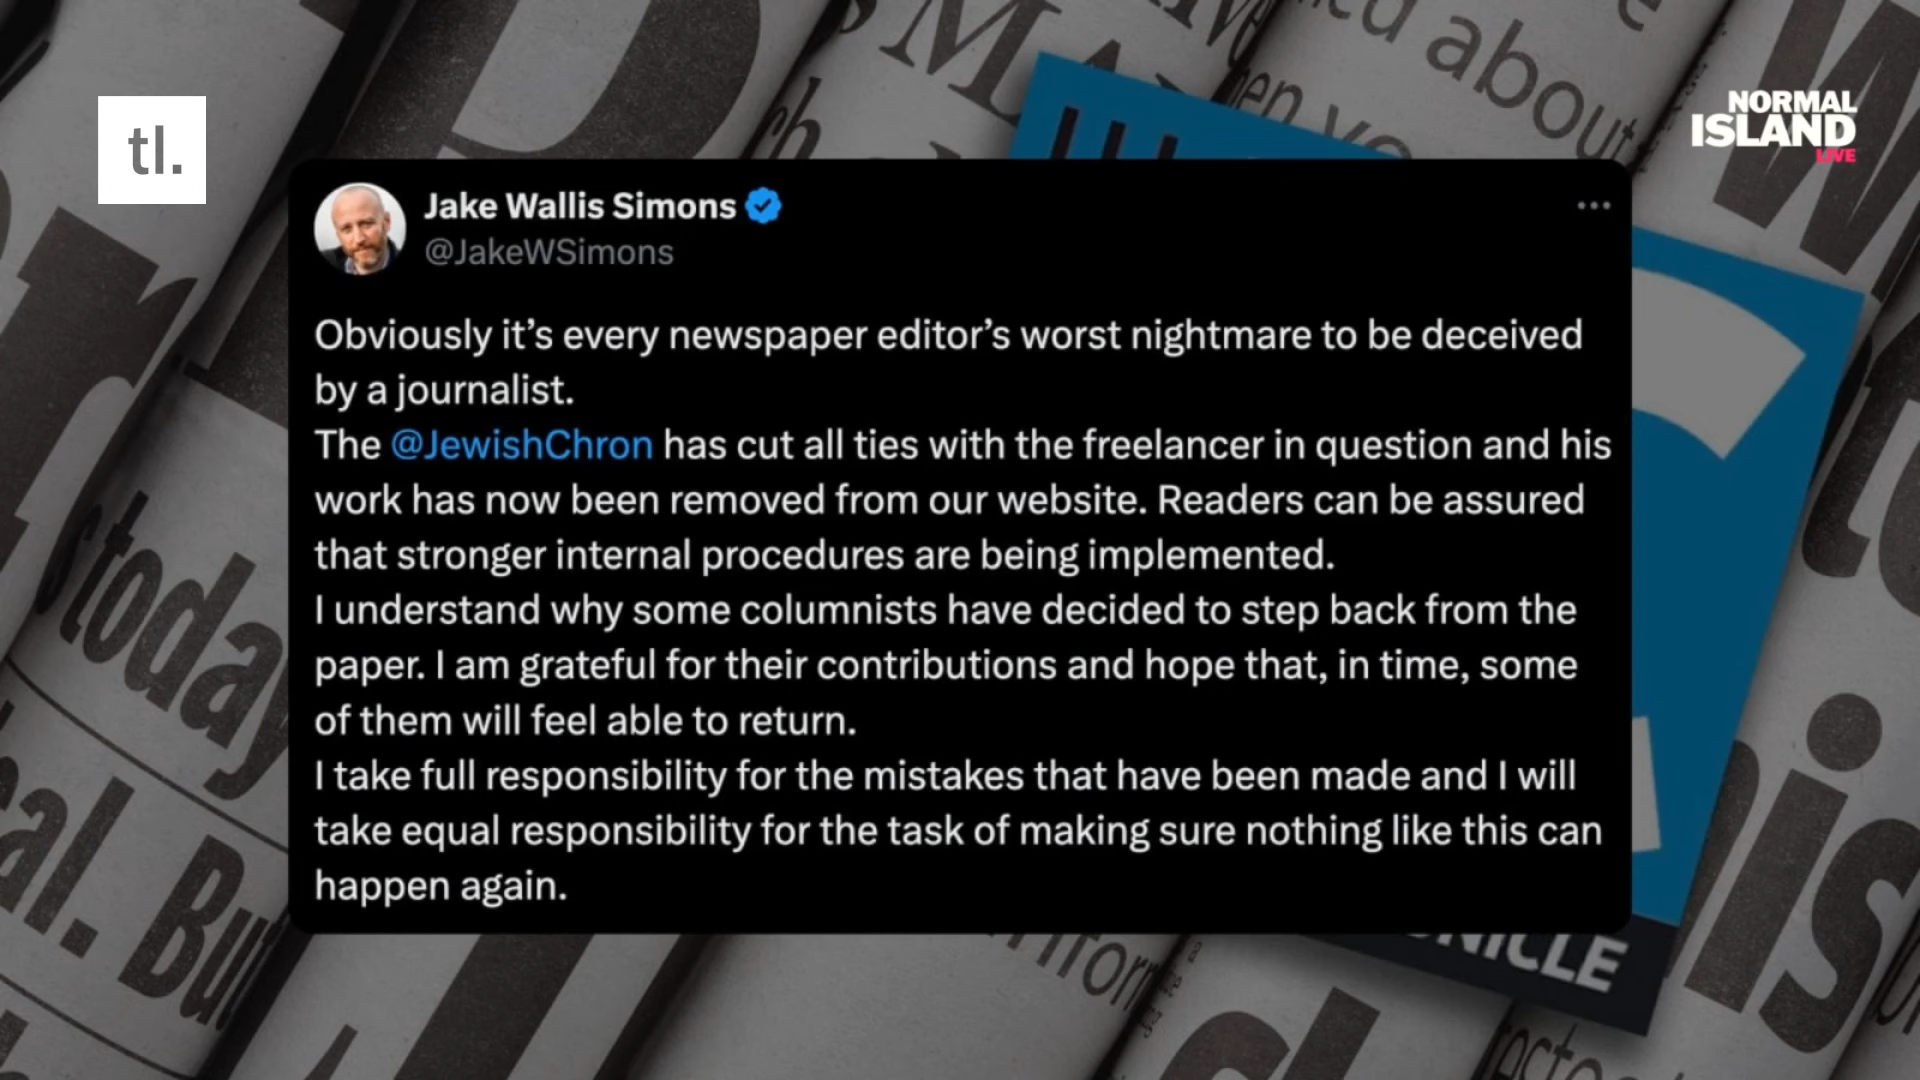 tl.
NORMAL
ISLAND
LIVE
Jake Wallis Simons
@JakeWSimons
Obviously it’s every newspaper editor’s worst nightmare to be deceived
by a journalist.
The @JewishChron has cut all ties with the freelancer in question and his
work has now been removed from our website. Readers can be assured
that stronger internal procedures are being implemented.
I understand why some columnists have decided to step back from the
paper. I am grateful for their contributions and hope that, in time, some
of them will feel able to return.
I take full responsibility for the mistakes that have been made and I will
take equal responsibility for the task of making sure nothing like this can
happen again.
about
today
al. But